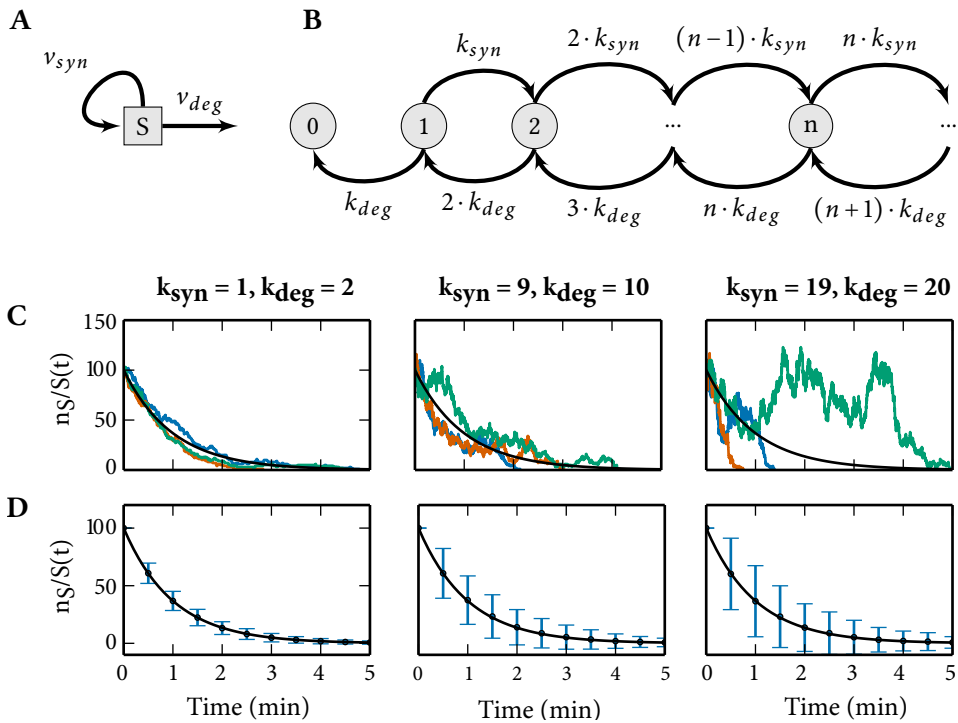 A
B
v_syn
v_deg
S
k_syn
2 · k_syn
(n−1) · k_syn
n · k_syn
0
1
2
...
n
...
k_deg
2 · k_deg
3 · k_deg
n · k_deg
(n+1) · k_deg
k_syn = 1, k_deg = 2
k_syn = 9, k_deg = 10
k_syn = 19, k_deg = 20
C
n_S/S(t)
150
100
50
0
D
n_S/S(t)
100
50
0
0 1 2 3 4 5
0 1 2 3 4 5
0 1 2 3 4 5
Time (min)
Time (min)
Time (min)